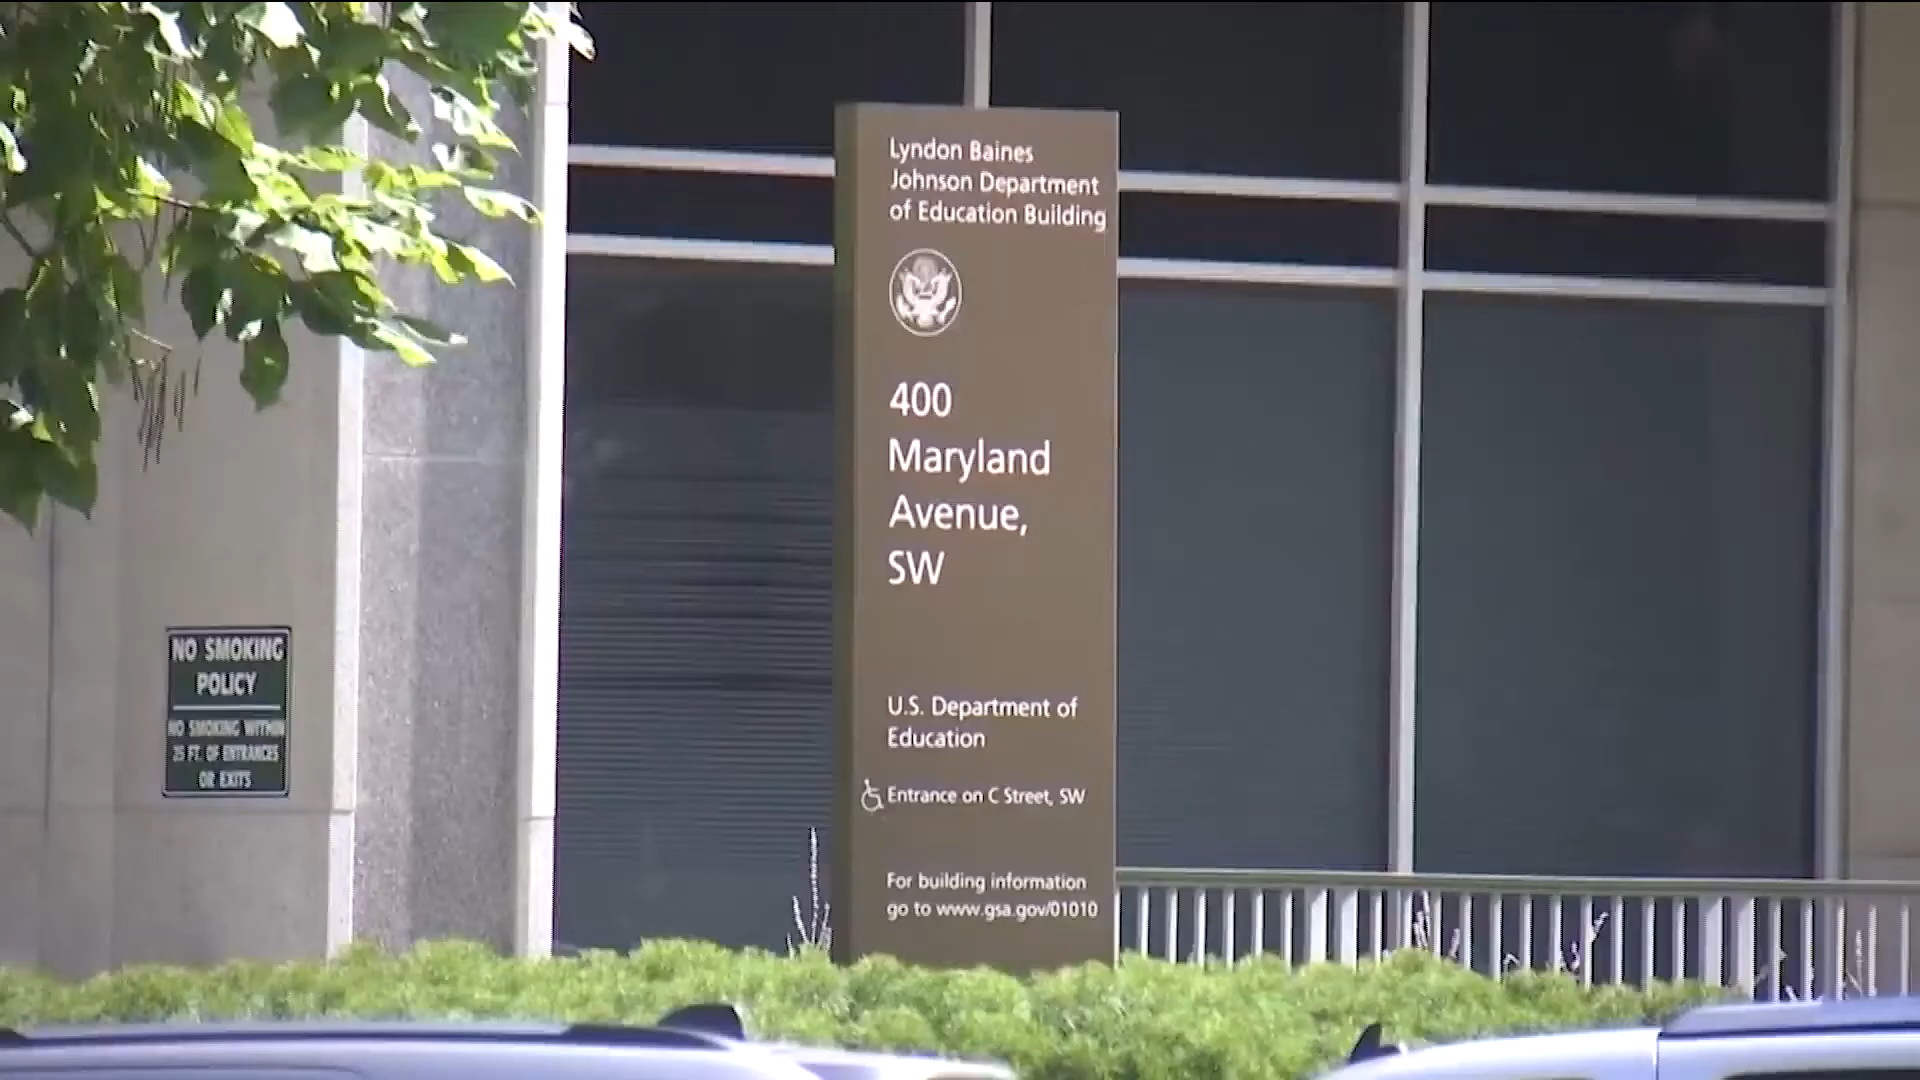 Lyndon Baines
Johnson Department
of Education Building
400
Maryland
Avenue,
SW
U.S. Department of
Education
Entrance on C Street, SW
For building information
go to www.gsa.gov/01010
NO SMOKING
POLICY
NO SMOKING WITHIN
25 FT. OF ENTRANCES
OR EXITS